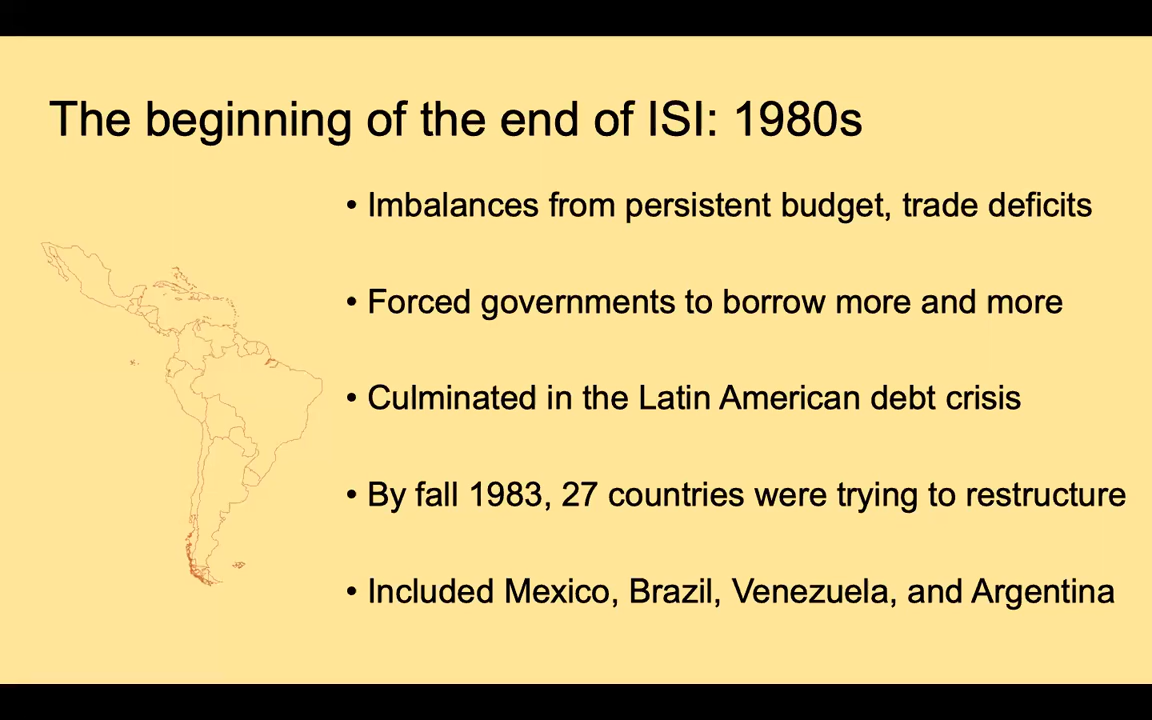 The beginning of the end of ISI: 1980s
• Imbalances from persistent budget, trade deficits
• Forced governments to borrow more and more
• Culminated in the Latin American debt crisis
• By fall 1983, 27 countries were trying to restructure
• Included Mexico, Brazil, Venezuela, and Argentina